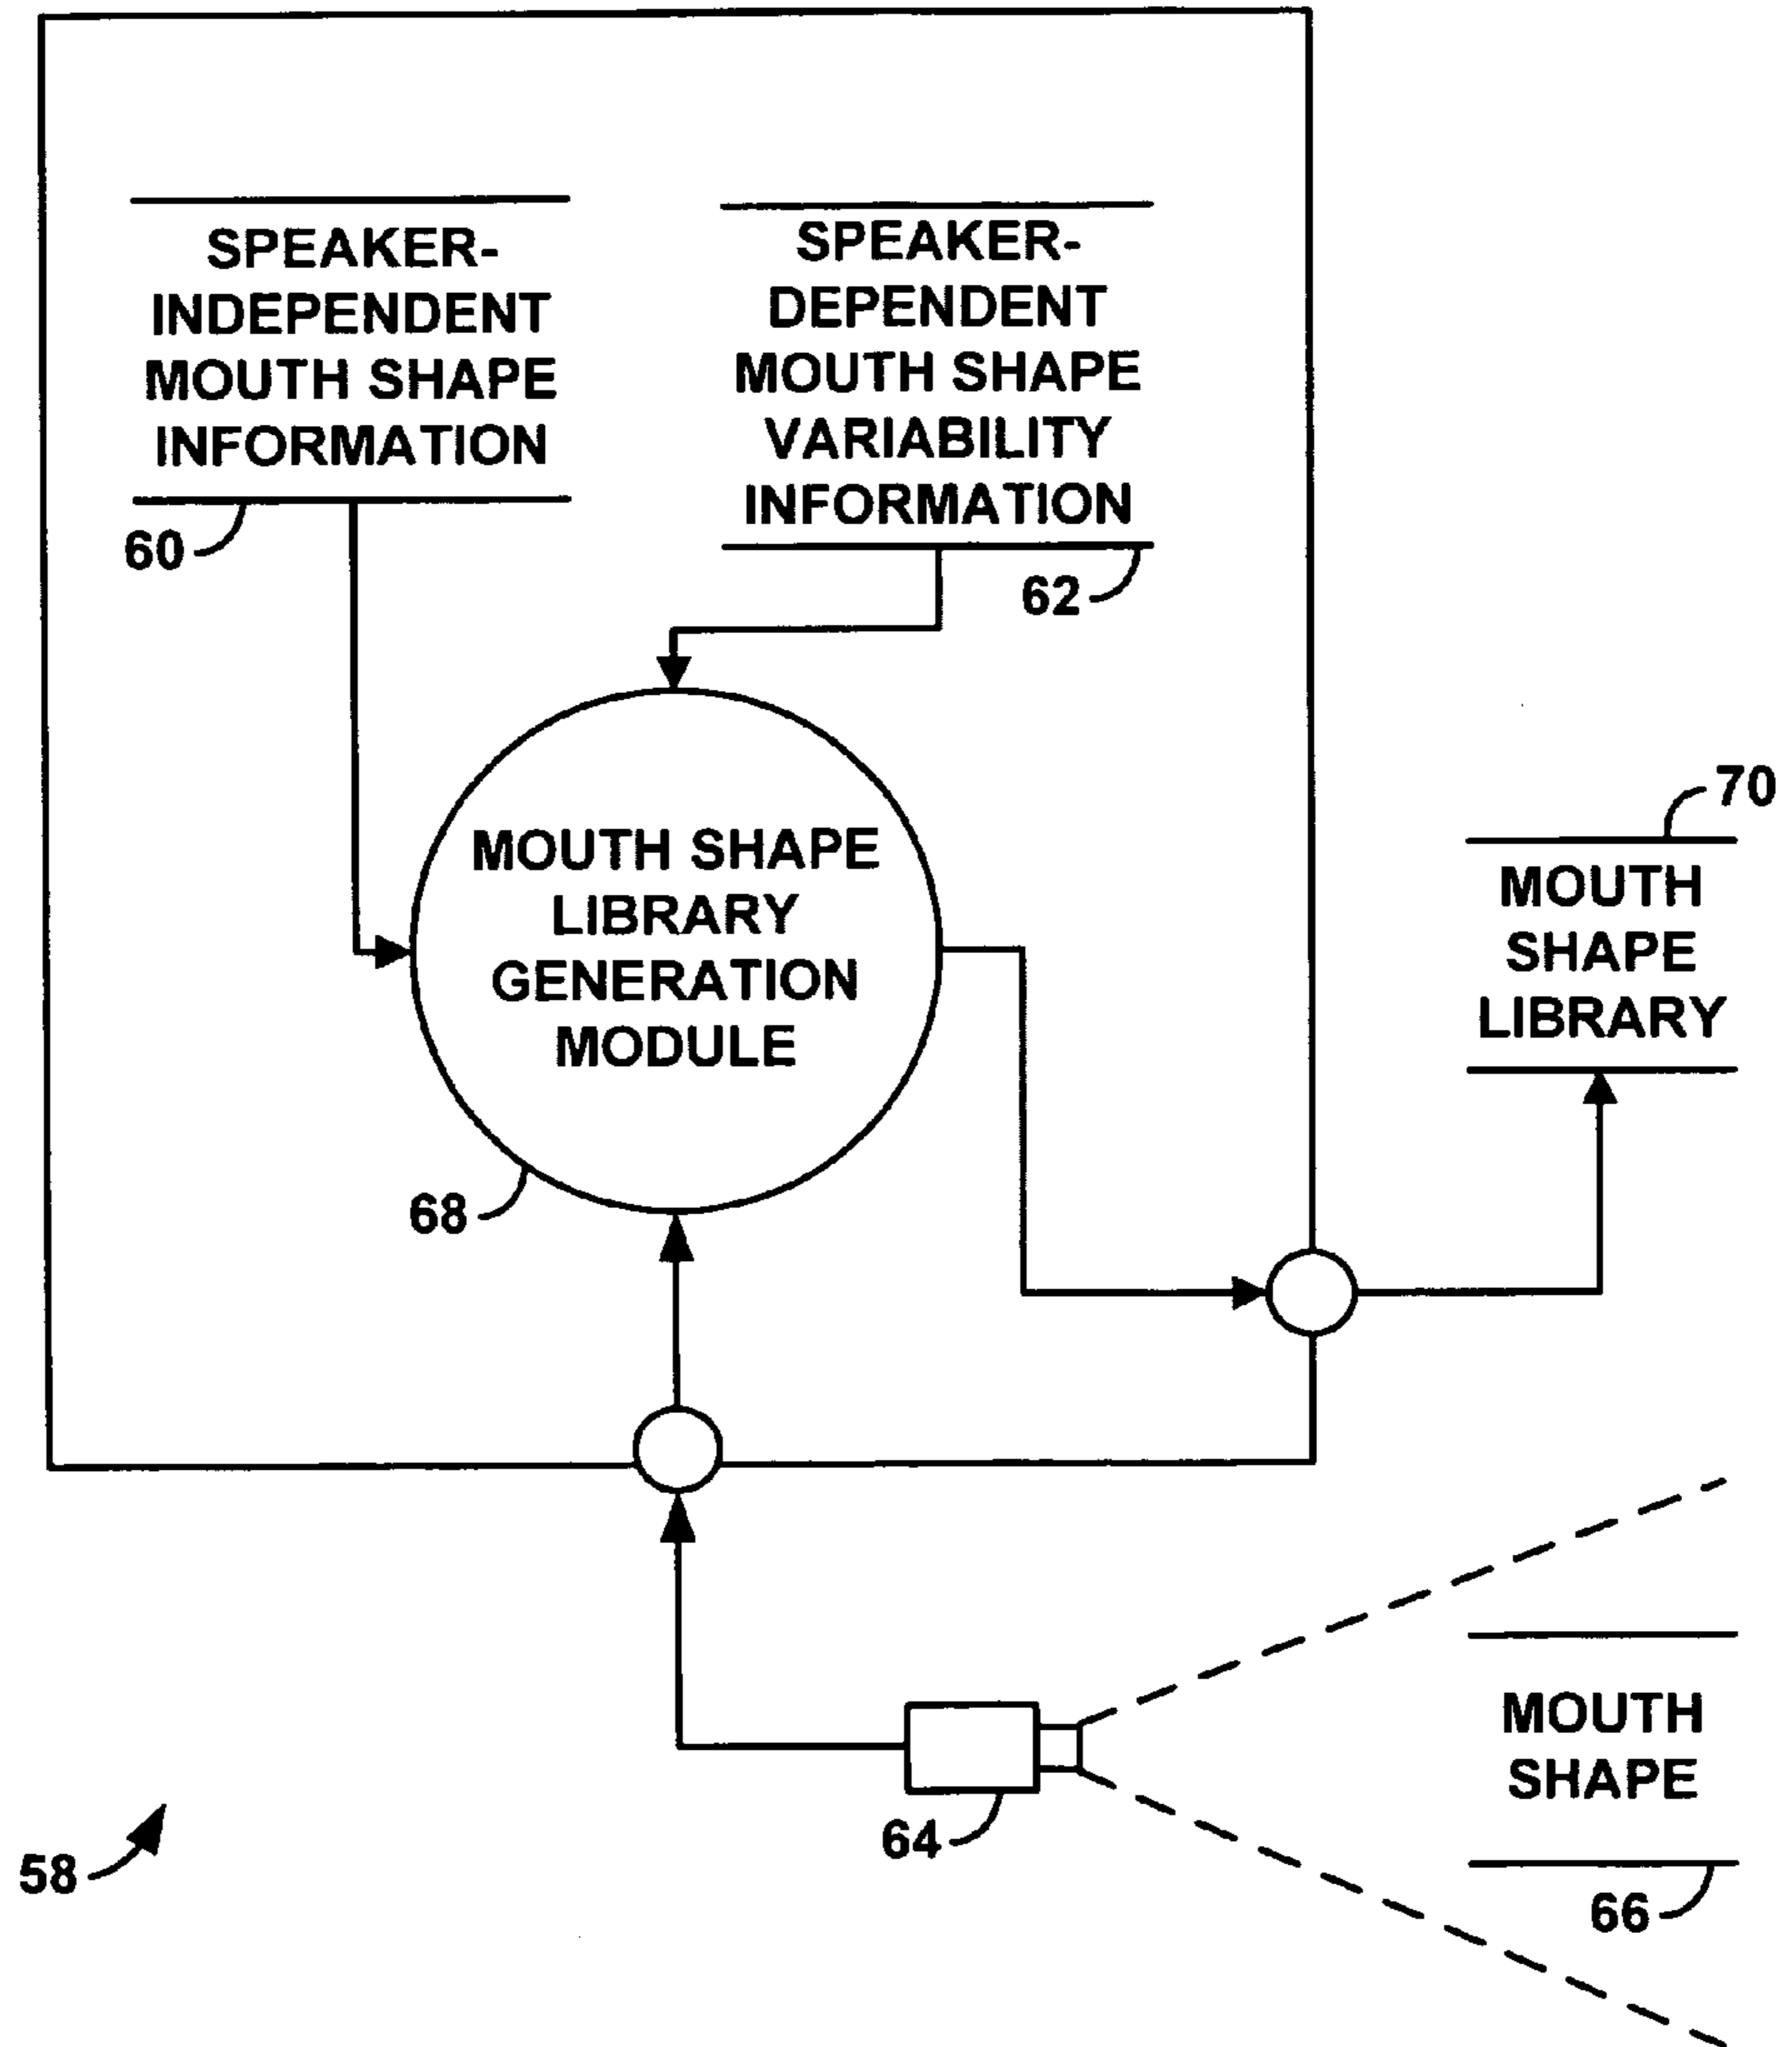 SPEAKER-
INDEPENDENT
MOUTH SHAPE
INFORMATION
60
SPEAKER-
DEPENDENT
MOUTH SHAPE
VARIABILITY
INFORMATION
62
MOUTH SHAPE
LIBRARY
GENERATION
MODULE
68
70
MOUTH
SHAPE
LIBRARY
64
MOUTH
SHAPE
66
58